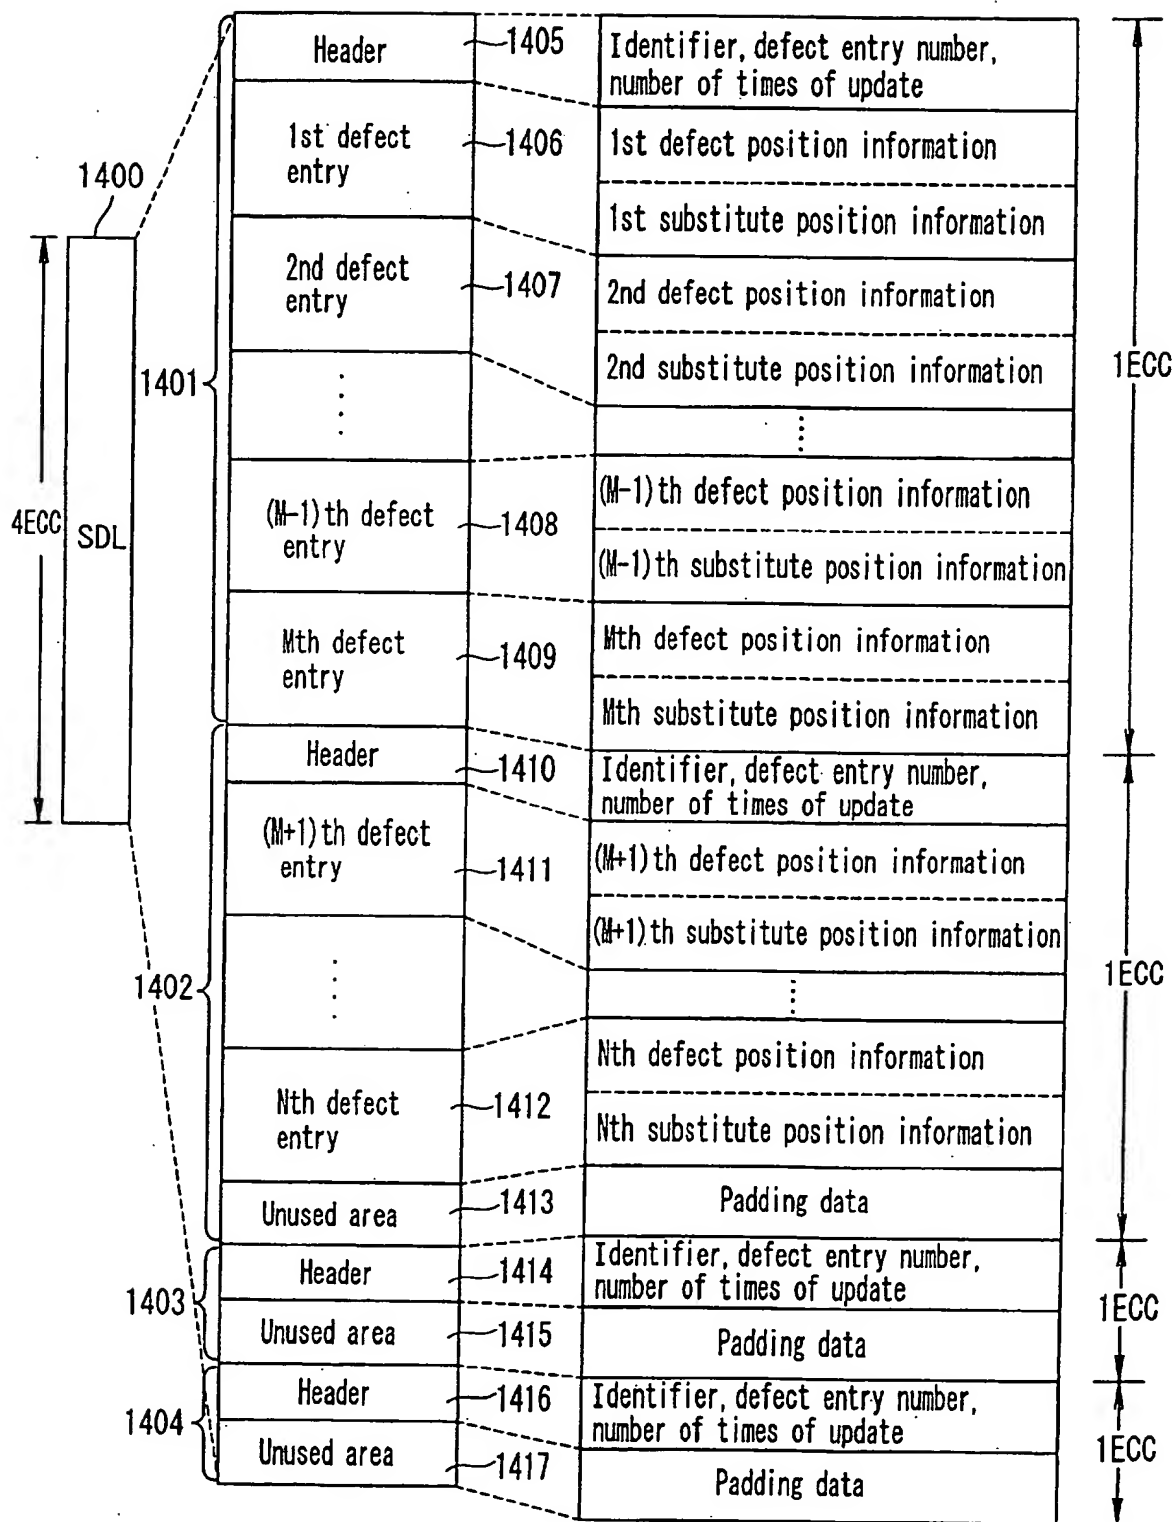 Header
1405
Identifier, defect entry number,
number of times of update
1st defect
entry
1406
1st defect position information
1st substitute position information
1400
2nd defect
entry
1407
2nd defect position information
2nd substitute position information
1401
1ECC
4ECC
SDL
(M-1)th defect
entry
1408
(M-1)th defect position information
(M-1)th substitute position information
Mth defect
entry
1409
Mth defect position information
Mth substitute position information
Header
1410
Identifier, defect entry number,
number of times of update
(M+1)th defect
entry
1411
(M+1)th defect position information
(M+1)th substitute position information
1402
1ECC
Nth defect
entry
1412
Nth defect position information
Nth substitute position information
Unused area
1413
Padding data
1403
Header
1414
Identifier, defect entry number,
number of times of update
1ECC
Unused area
1415
Padding data
1404
Header
1416
Identifier, defect entry number,
number of times of update
1ECC
Unused area
1417
Padding data